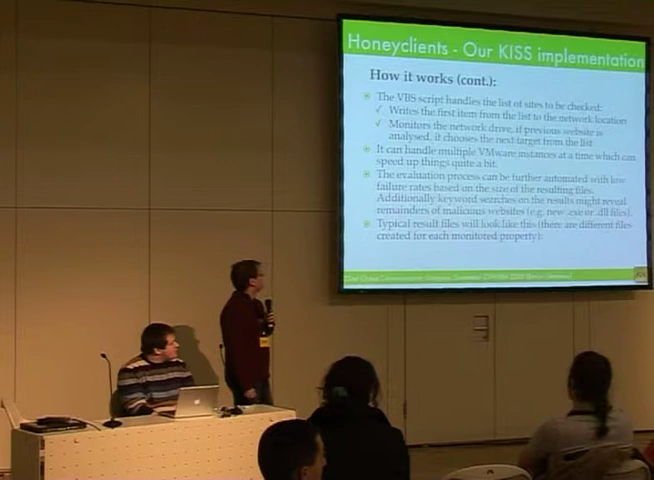 Honeyclients - Our KISS implementation
How it works (cont.):
The VBS script handles the list of sites to be checked:
✓ Writes the first item from the list to the network location
✓ Monitors the network drive, if previous website is
analysed, it chooses the next target from the list
It can handle multiple VMware instances at a time which can
speed up things quite a bit.
The evaluation process can be further automated with low
failure rates based on the size of the resulting files.
Additionally keyword searches on the results might reveal
remainders of malicious websites (e.g. new .exe or .dll files).
Typical result files will look like this (there are different files
created for each monitored property):